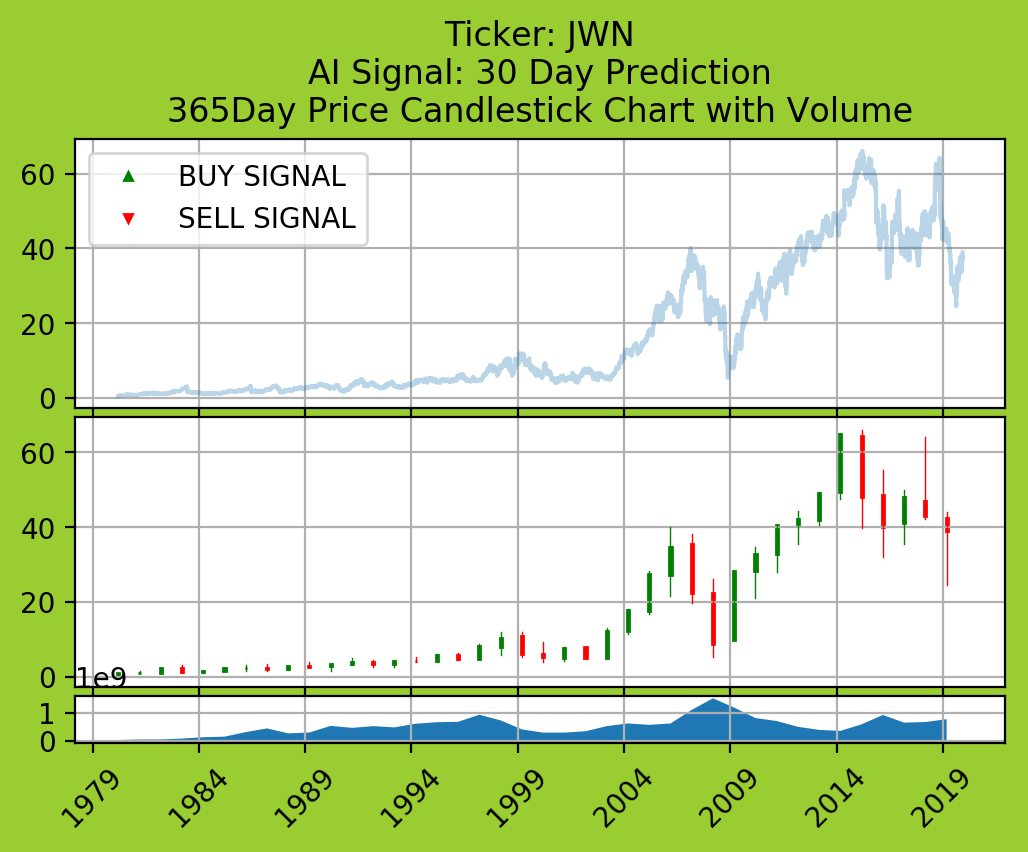 Ticker: JWN
AI Signal: 30 Day Prediction
365Day Price Candlestick Chart with Volume
BUY SIGNAL
SELL SIGNAL
60
40
20
0
60
40
20
0
1e9
1
0
1979 1984 1989 1994 1999 2004 2009 2014 2019